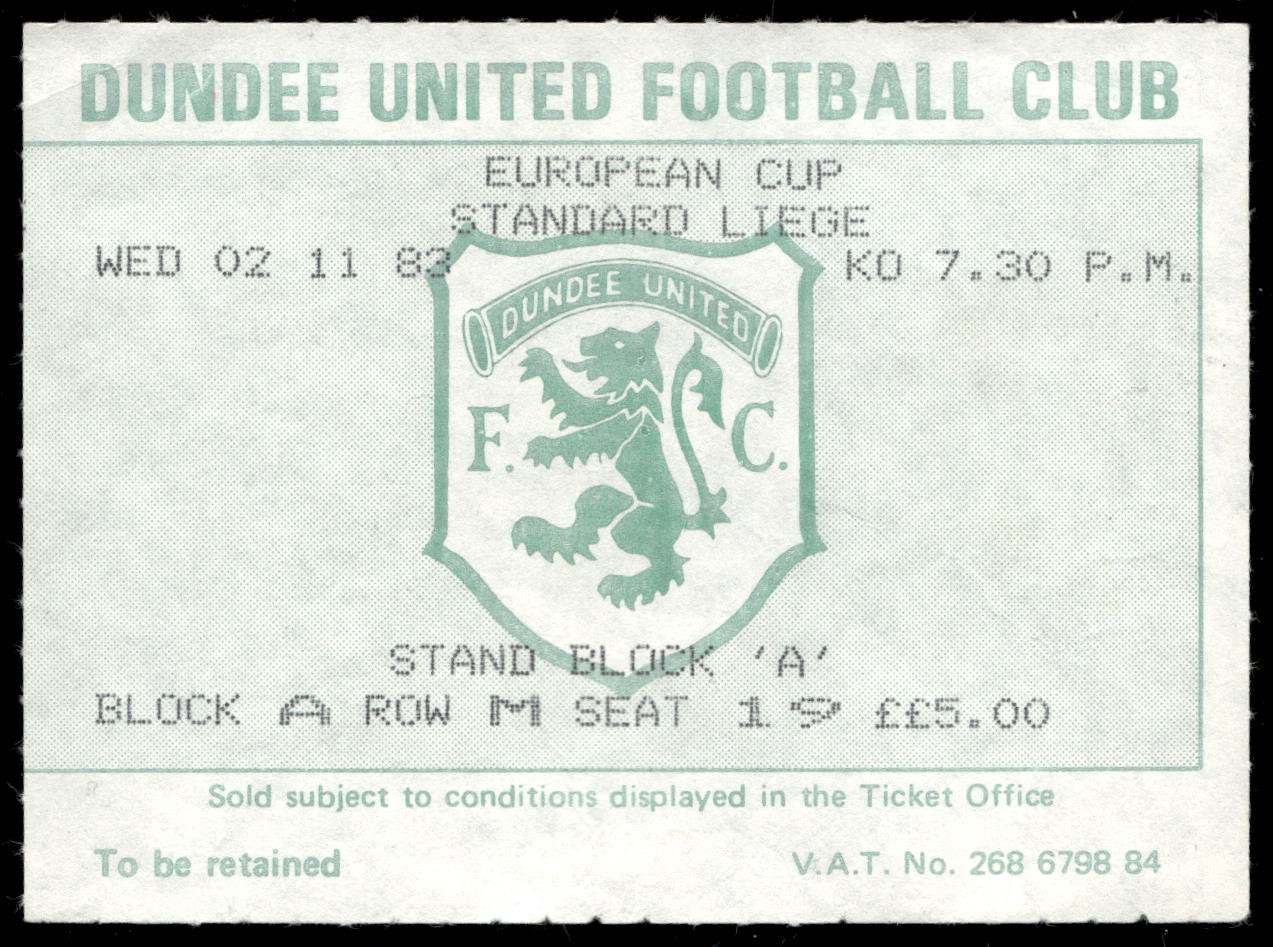 DUNDEE UNITED FOOTBALL CLUB
EUROPEAN CUP
STANDARD LIEGE
WED 02 11 83 KO 7.30 P.M.
DUNDEE UNITED
F. C.
STAND BLOCK 'A'
BLOCK A ROW M SEAT 19 ££5.00
Sold subject to conditions displayed in the Ticket Office
To be retained V.A.T. No. 268 6798 84